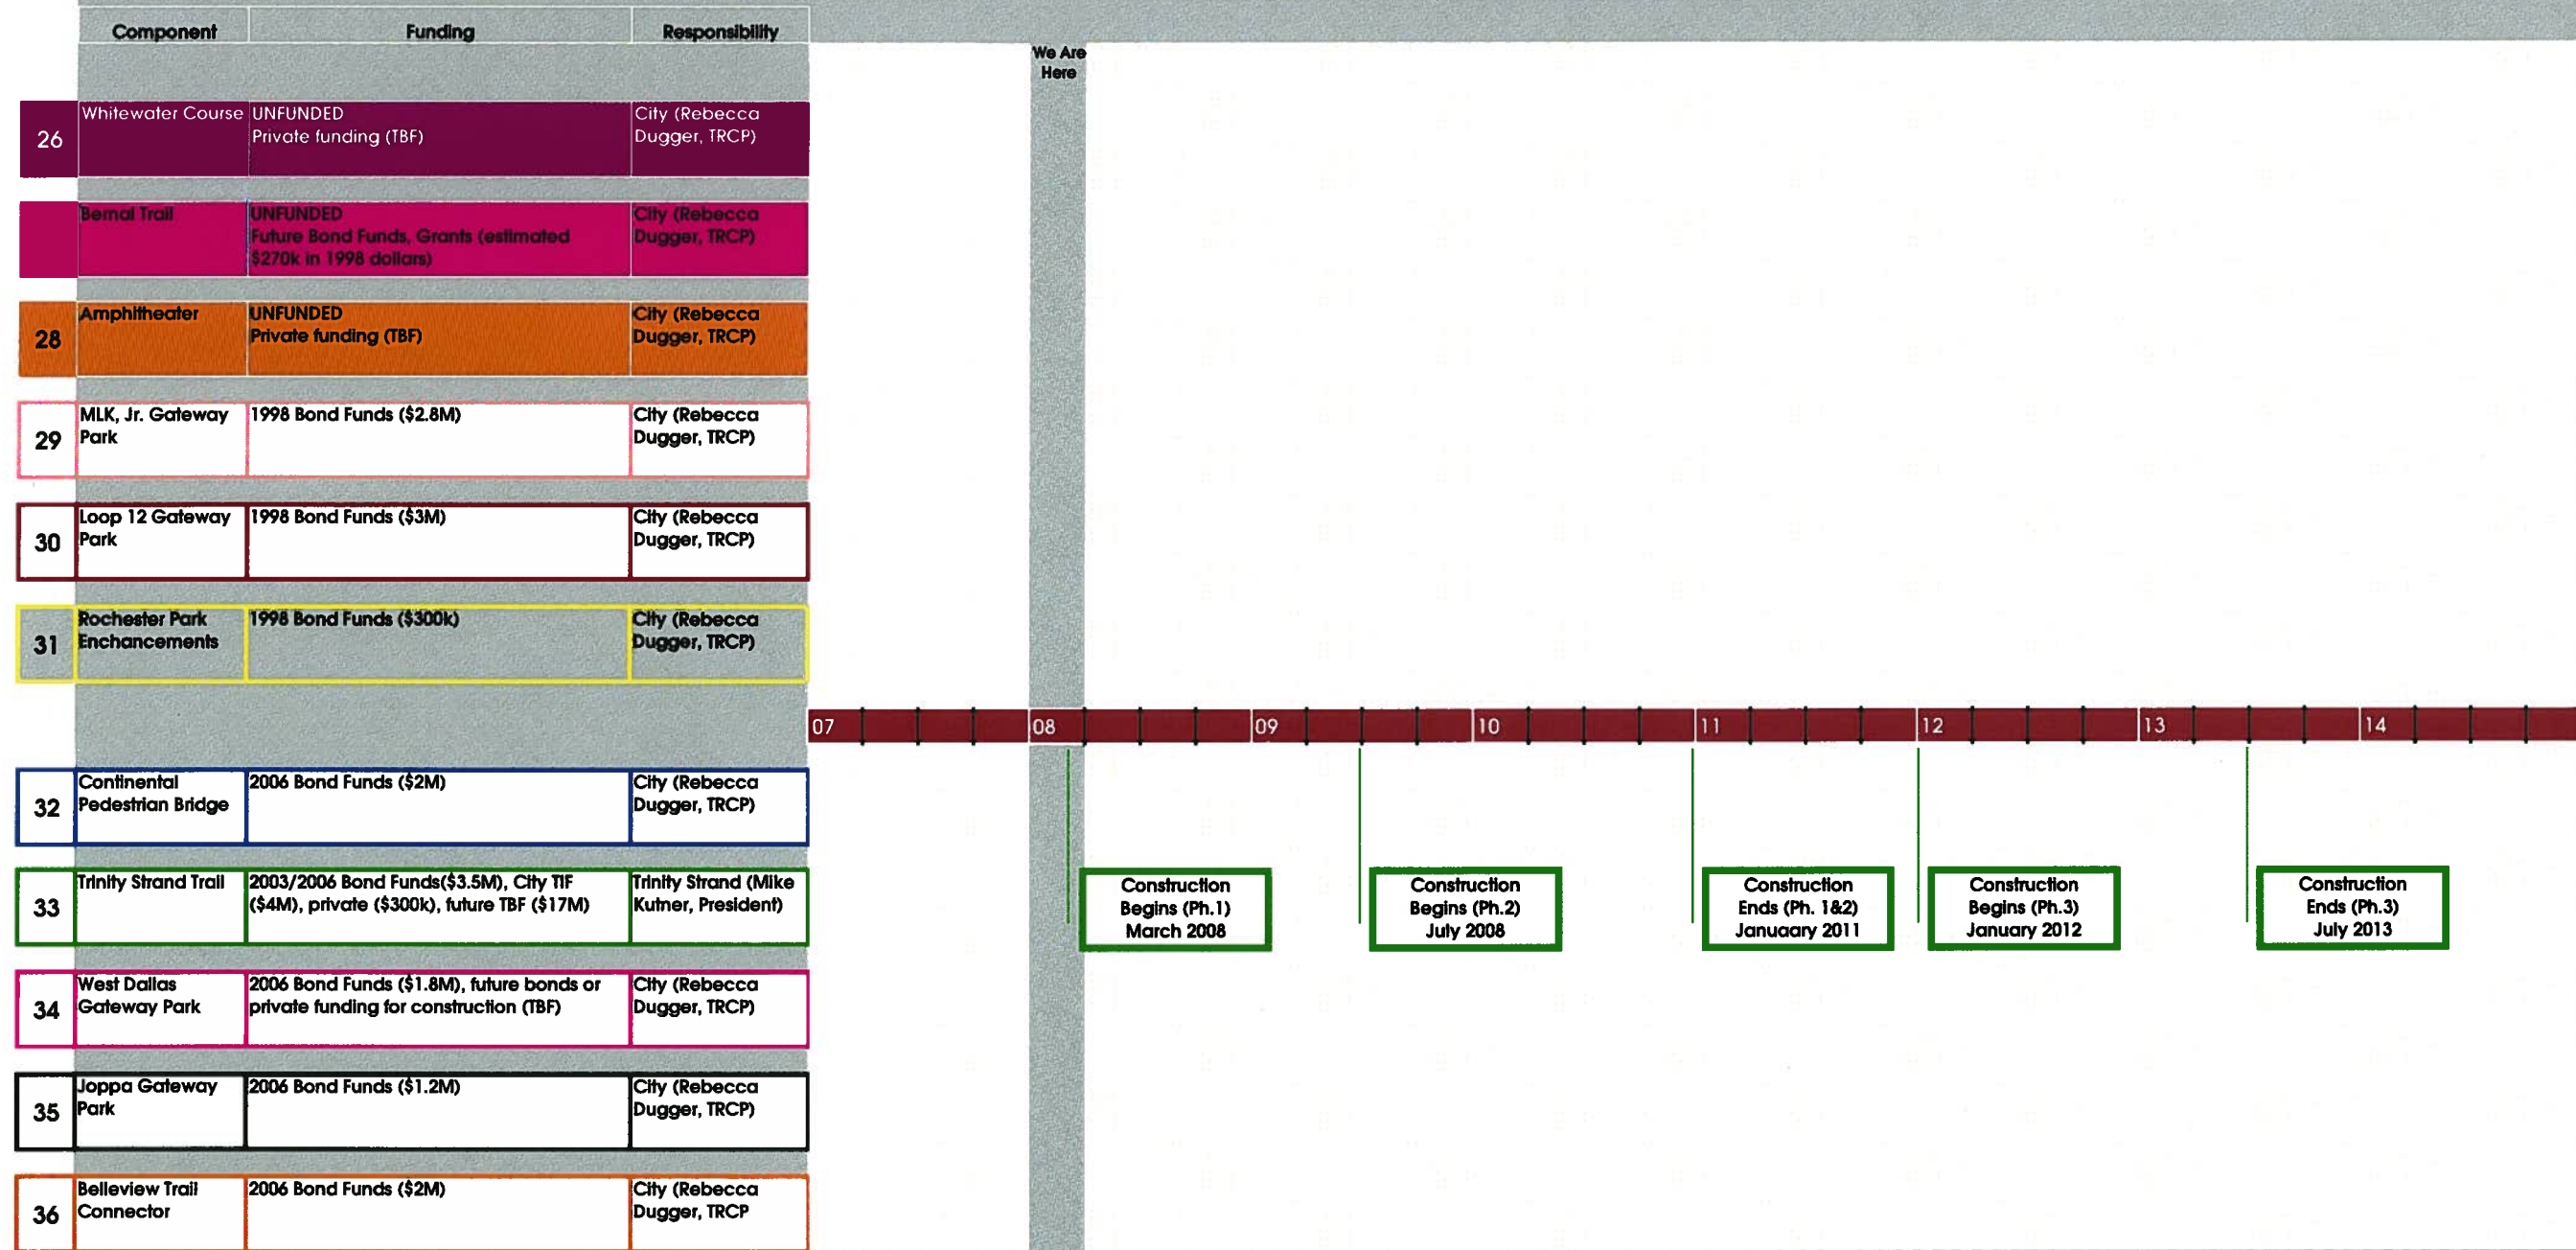 Component Funding Responsibility
We Are
Here
26 Whitewater Course UNFUNDED City (Rebecca
Private funding (TBF) Dugger, TRCP)
Bernal Trail UNFUNDED City (Rebecca
Future Bond Funds, Grants (estimated Dugger, TRCP)
$270k in 1998 dollars)
28 Amphitheater UNFUNDED City (Rebecca
Private funding (TBF) Dugger, TRCP)
29 MLK, Jr. Gateway 1998 Bond Funds ($2.8M) City (Rebecca
Park Dugger, TRCP)
30 Loop 12 Gateway 1998 Bond Funds ($3M) City (Rebecca
Park Dugger, TRCP)
31 Rochester Park 1998 Bond Funds ($300k) City (Rebecca
Enchancements Dugger, TRCP)
07 08 09 10 11 12 13 14
32 Continental 2006 Bond Funds ($2M) City (Rebecca
Pedestrian Bridge Dugger, TRCP)
33 Trinity Strand Trail 2003/2006 Bond Funds($3.5M), City TIF Trinity Strand (Mike
($4M), private ($300k), future TBF ($17M) Kutner, President)
Construction
Begins (Ph.1)
March 2008
Construction
Begins (Ph.2)
July 2008
Construction
Ends (Ph. 1&2)
Januaary 2011
Construction
Begins (Ph.3)
January 2012
Construction
Ends (Ph.3)
July 2013
34 West Dallas 2006 Bond Funds ($1.8M), future bonds or City (Rebecca
Gateway Park private funding for construction (TBF) Dugger, TRCP)
35 Joppa Gateway 2006 Bond Funds ($1.2M) City (Rebecca
Park Dugger, TRCP)
36 Belleview Trail 2006 Bond Funds ($2M) City (Rebecca
Connector Dugger, TRCP